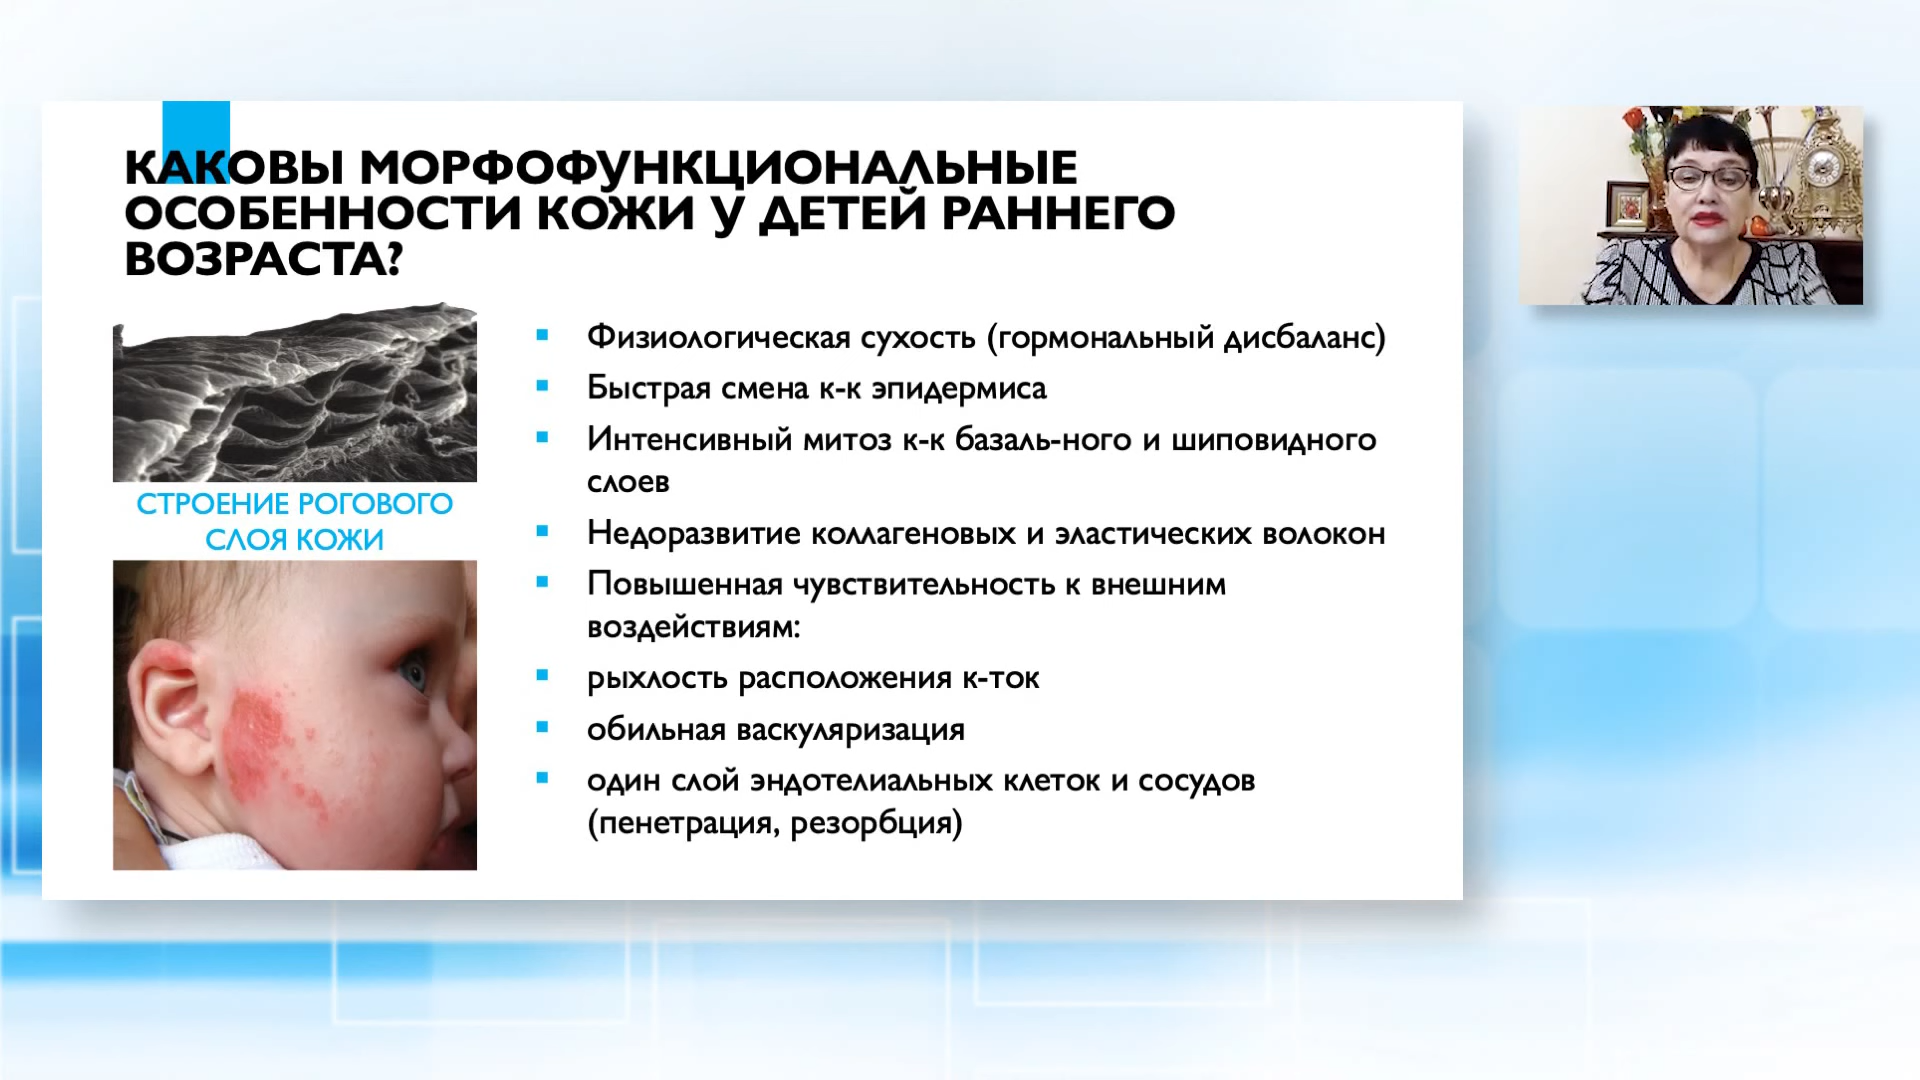 КАКОВЫ МОРФОФУНКЦИОНАЛЬНЫЕ
ОСОБЕННОСТИ КОЖИ У ДЕТЕЙ РАННЕГО
ВОЗРАСТА?
СТРОЕНИЕ РОГОВОГО
СЛОЯ КОЖИ
Физиологическая сухость (гормональный дисбаланс)
Быстрая смена к-к эпидермиса
Интенсивный митоз к-к базаль-ного и шиповидного
слоев
Недоразвитие коллагеновых и эластических волокон
Повышенная чувствительность к внешним
воздействиям:
рыхлость расположения к-ток
обильная васкуляризация
один слой эндотелиальных клеток и сосудов
(пенетрация, резорбция)